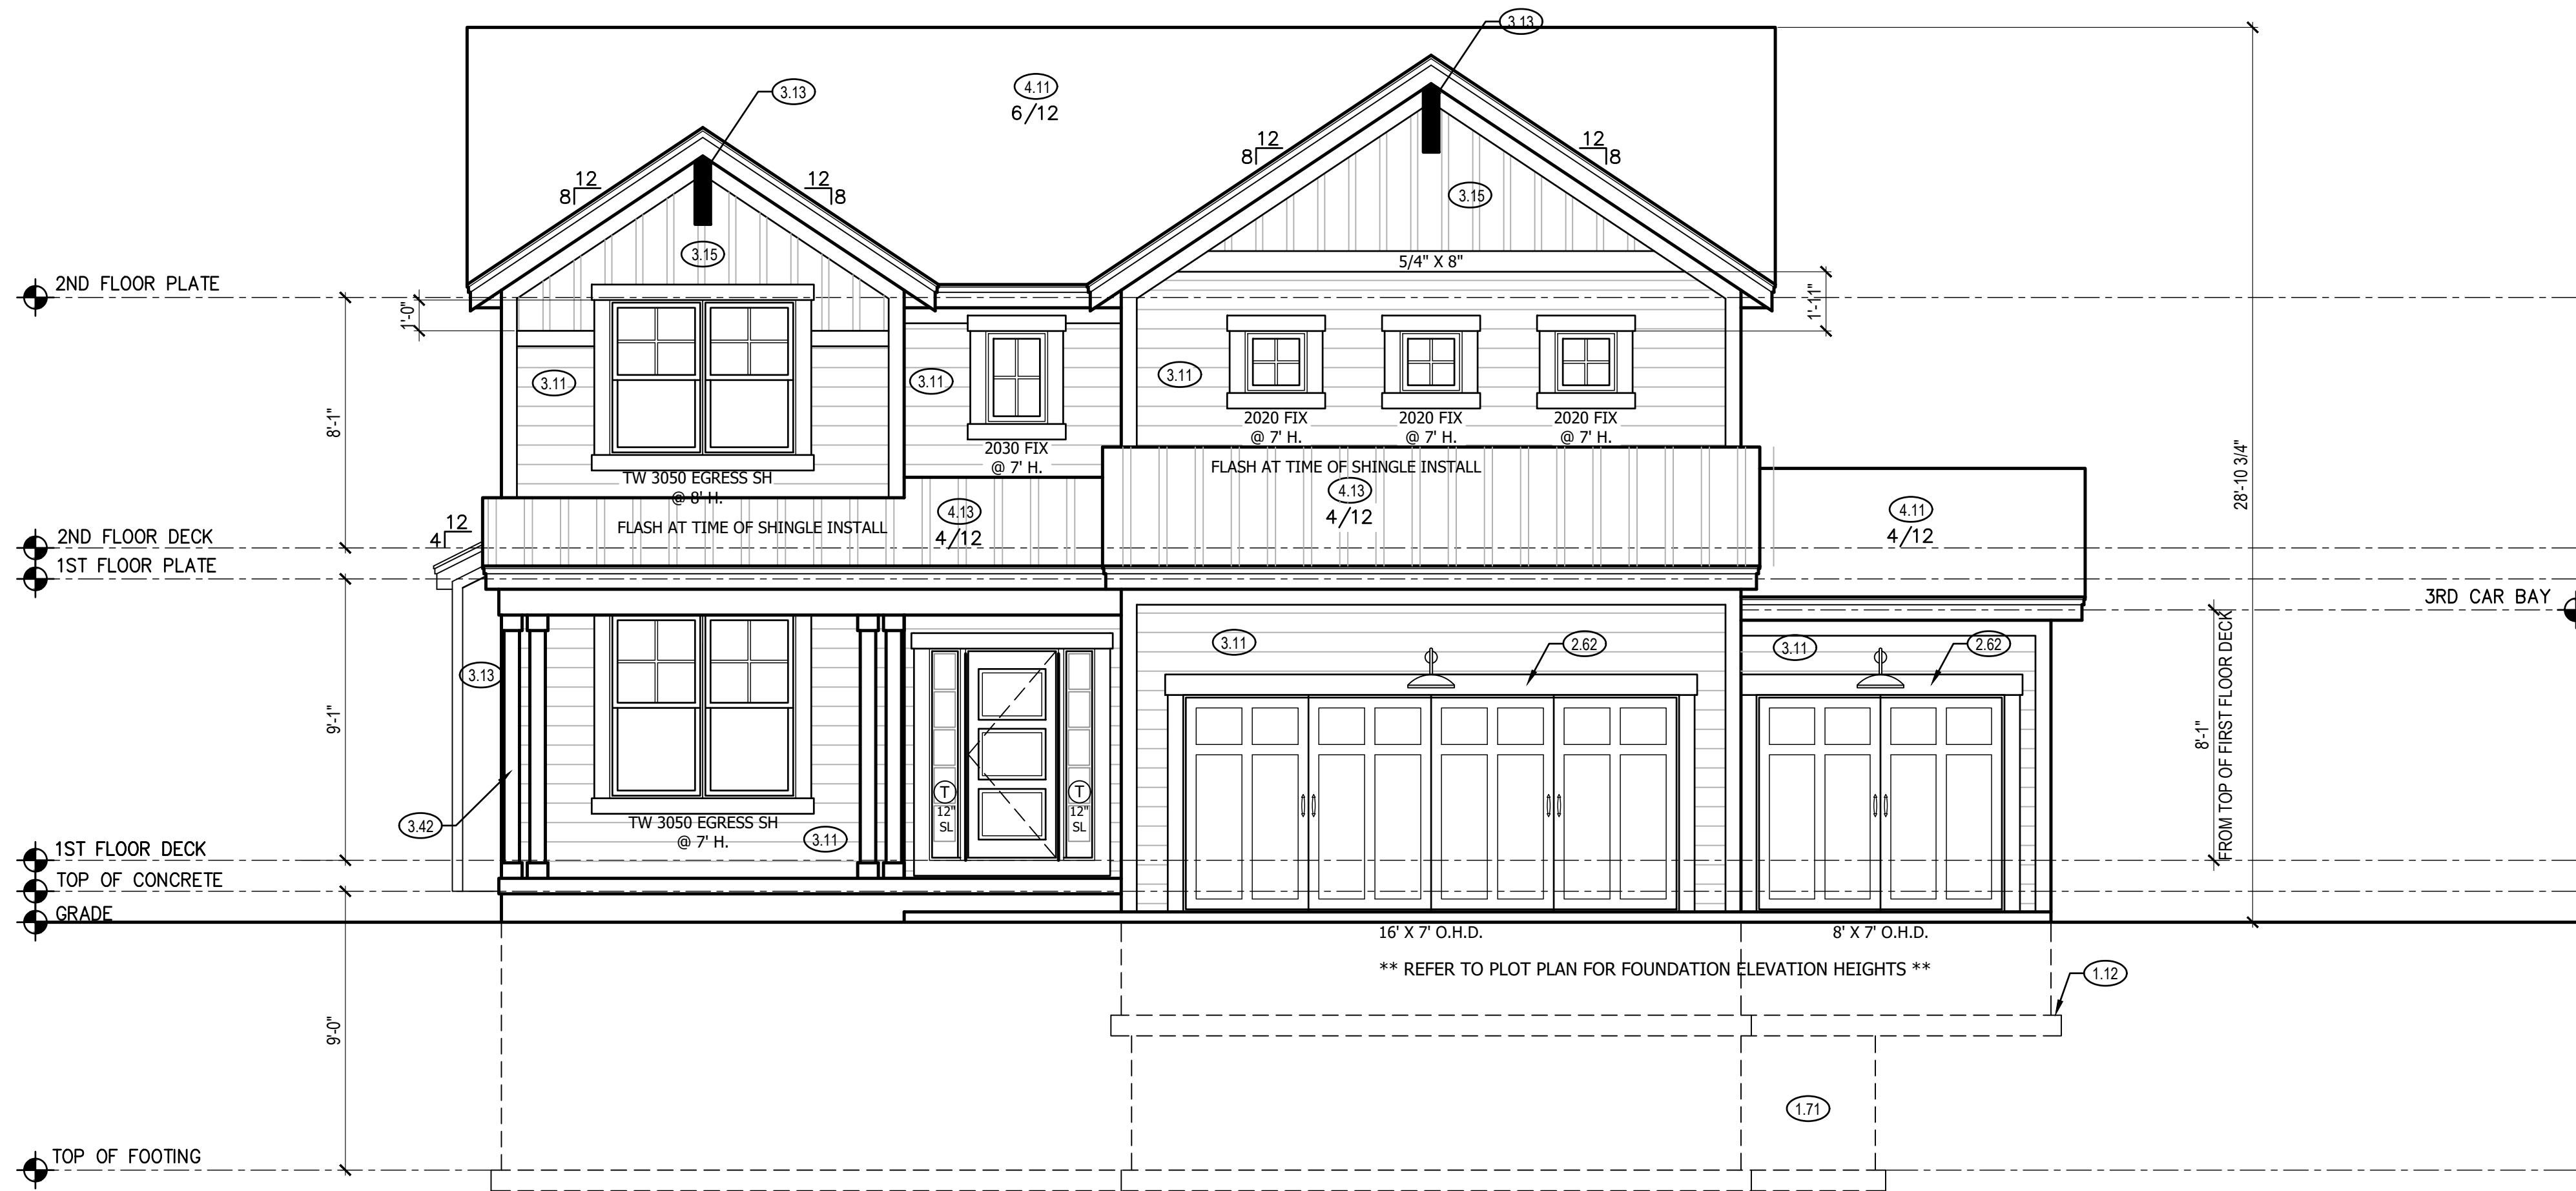 3.13
3.13
4.11
6/12
12
8
12
8
12
8
12
8
3.15
3.15
5/4" X 8"
2ND FLOOR PLATE
1'-0"
1'-11"
3.11
3.11
3.11
8'-1"
2020 FIX
@ 7' H.
2020 FIX
@ 7' H.
2020 FIX
@ 7' H.
2030 FIX
@ 7' H.
TW 3050 EGRESS SH
@ 8' H.
FLASH AT TIME OF SHINGLE INSTALL
FLASH AT TIME OF SHINGLE INSTALL
4.13
4/12
4.13
4/12
4.11
4/12
28'-10 3/4"
12
4
2ND FLOOR DECK
1ST FLOOR PLATE
3RD CAR BAY
3.13
3.11
2.62
3.11
2.62
9'-1"
8'-1"
FROM TOP OF FIRST FLOOR DECK
T
12"
SL
T
12"
SL
3.42
TW 3050 EGRESS SH
@ 7' H.
3.11
1ST FLOOR DECK
TOP OF CONCRETE
GRADE
16' X 7' O.H.D.
8' X 7' O.H.D.
** REFER TO PLOT PLAN FOR FOUNDATION ELEVATION HEIGHTS **
1.12
9'-0"
1.71
TOP OF FOOTING